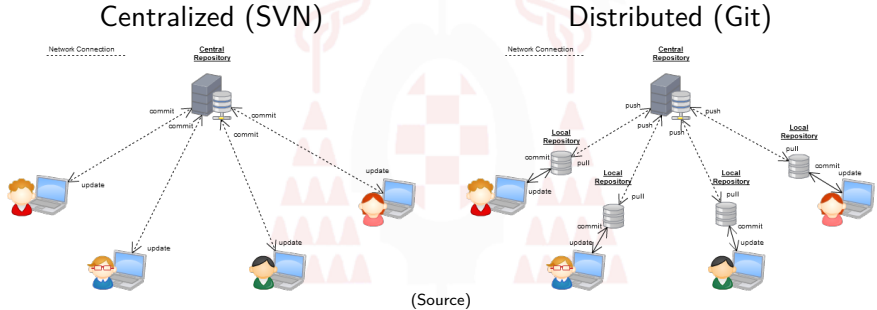 Centralized (SVN)
Network Connection
Central
Repository
commit
commit
commit
commit
update
update
update
update
Distributed (Git)
Network Connection
Central
Repository
push
push
push
push
Local
Repository
commit
pull
update
Local
Repository
pull
commit
update
Local
Repository
pull
commit
update
Local
Repository
pull
commit
update
(Source)